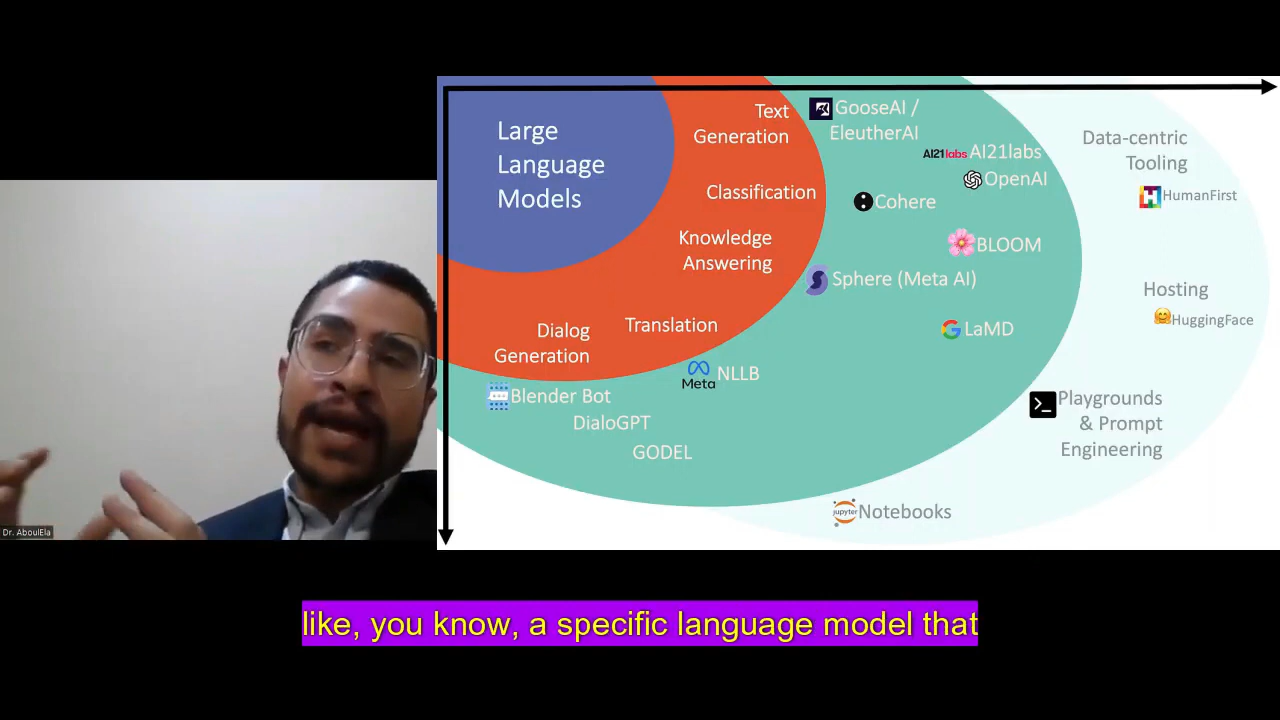 Large
Language
Models
Text
Generation
Classification
Knowledge
Answering
Translation
Dialog
Generation
GooseAI /
EleutherAI
AI21labs AI21labs
OpenAI
Cohere
BLOOM
Sphere (Meta AI)
LaMD
Meta NLLB
Blender Bot
DialoGPT
GODEL
Data-centric
Tooling
HumanFirst
Hosting
HuggingFace
Playgrounds
& Prompt
Engineering
jupyter Notebooks
Dr. AboulEla
like, you know, a specific language model that